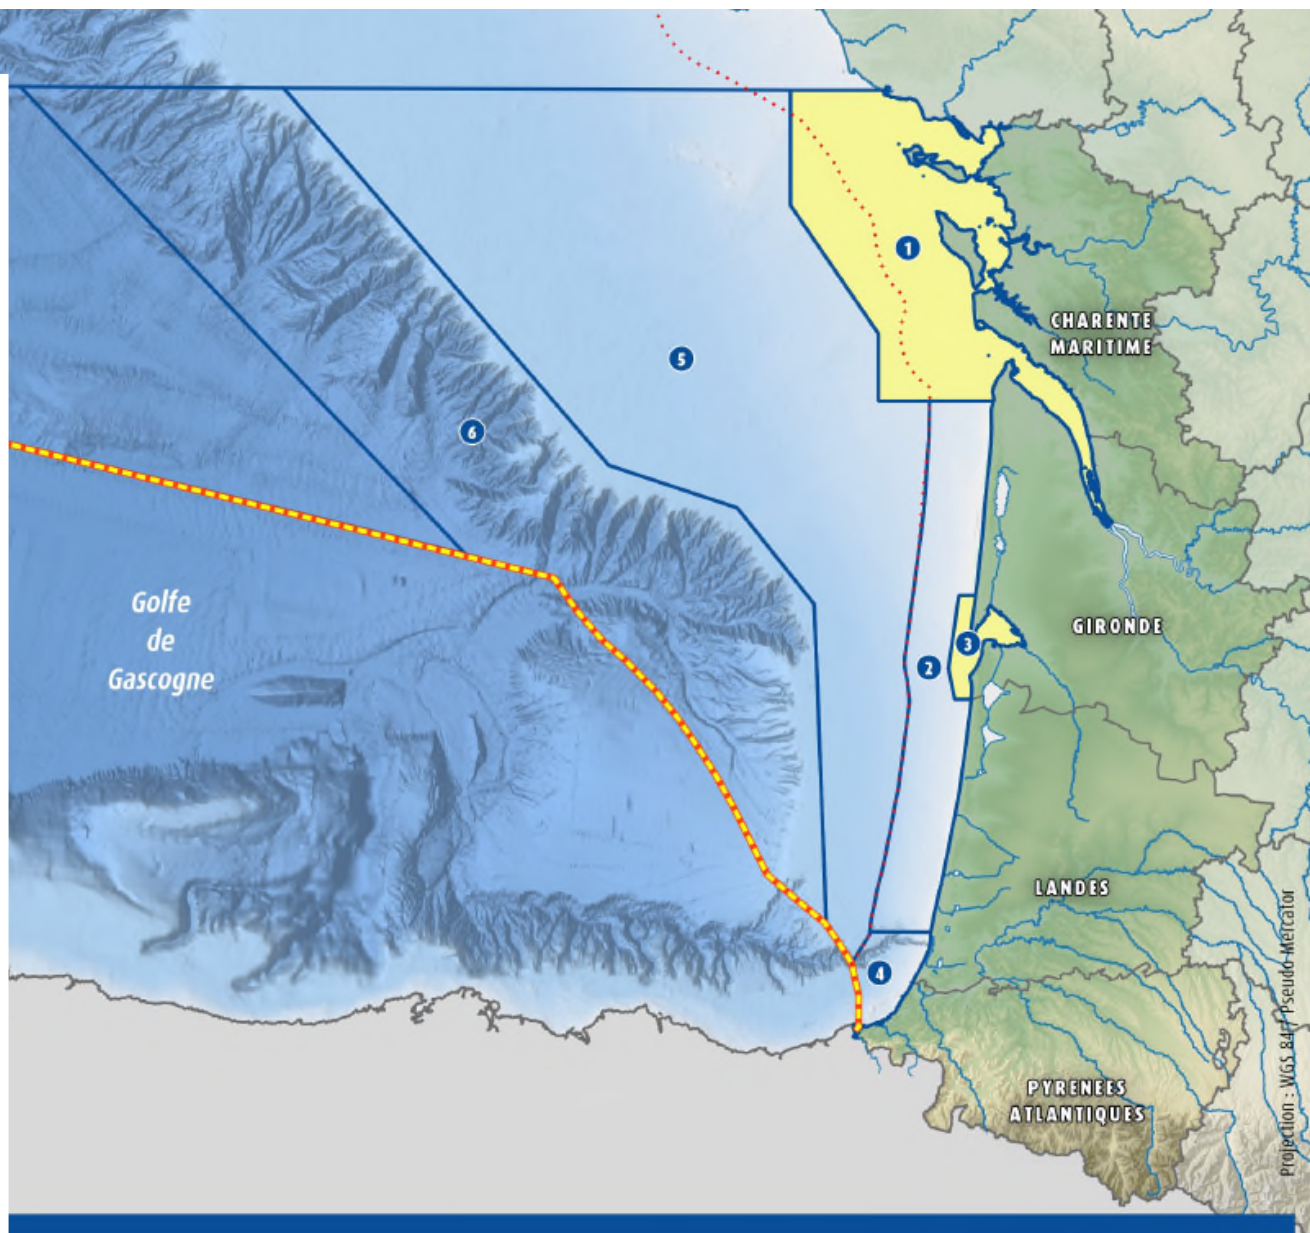 1
CHARENTE
MARITIME
5
6
Golfe
de
Gascogne
GIRONDE
3
2
LANDES
4
PYRENEES
ATLANTIQUES
Projection : WGS 84 / Pseudo Mercator